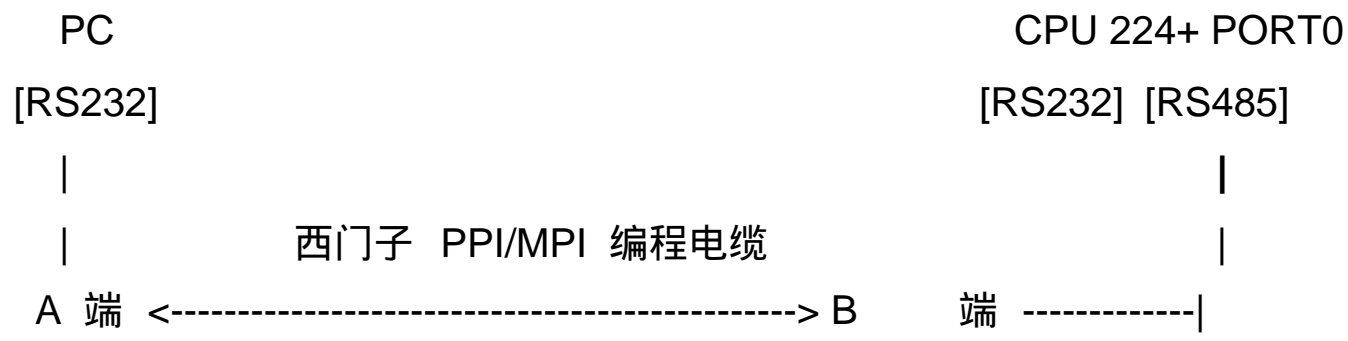 PC CPU 224+ PORT0
[RS232] [RS232] [RS485]
| |
| 西门子 PPI/MPI 编程电缆 |
A 端 <-----------------------------------------------> B 端 -------------|